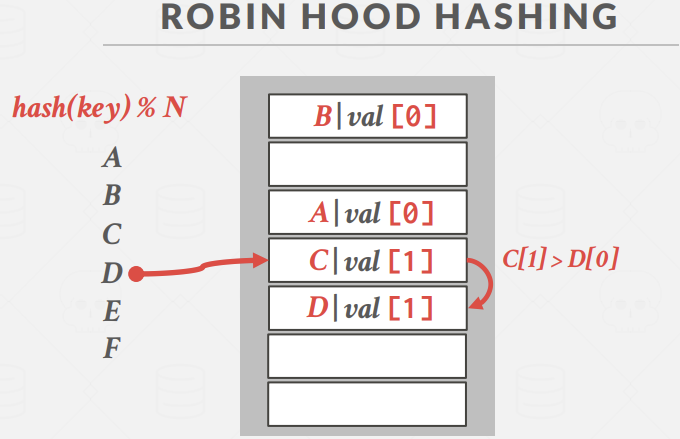 ROBIN HOOD HASHING
hash(key) % N
A
B
C
D
E
F
B|val [0]
A|val [0]
C|val [1]
D|val [1]
C[1] > D[0]